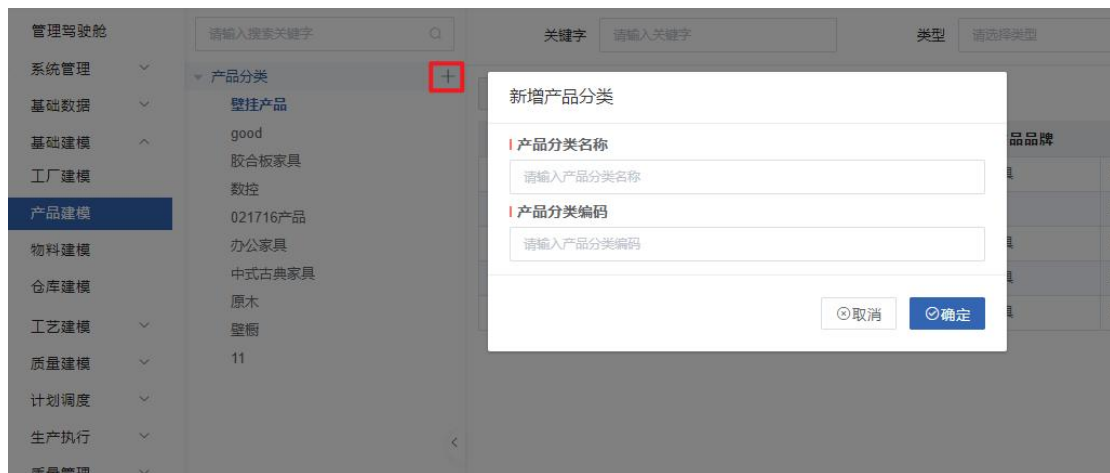 管理驾驶舱
系统管理
基础数据
基础建模
工厂建模
产品建模
物料建模
仓库建模
工艺建模
质量建模
计划调度
生产执行
质量管理
请输入搜索关键字
产品分类
壁挂产品
good
胶合板家具
数控
021716产品
办公家具
中式古典家具
原木
壁橱
11
关键字 请输入关键字 类型 请选择类型
新增产品分类
产品分类名称
请输入产品分类名称
产品分类编码
请输入产品分类编码
取消 确定
品品牌